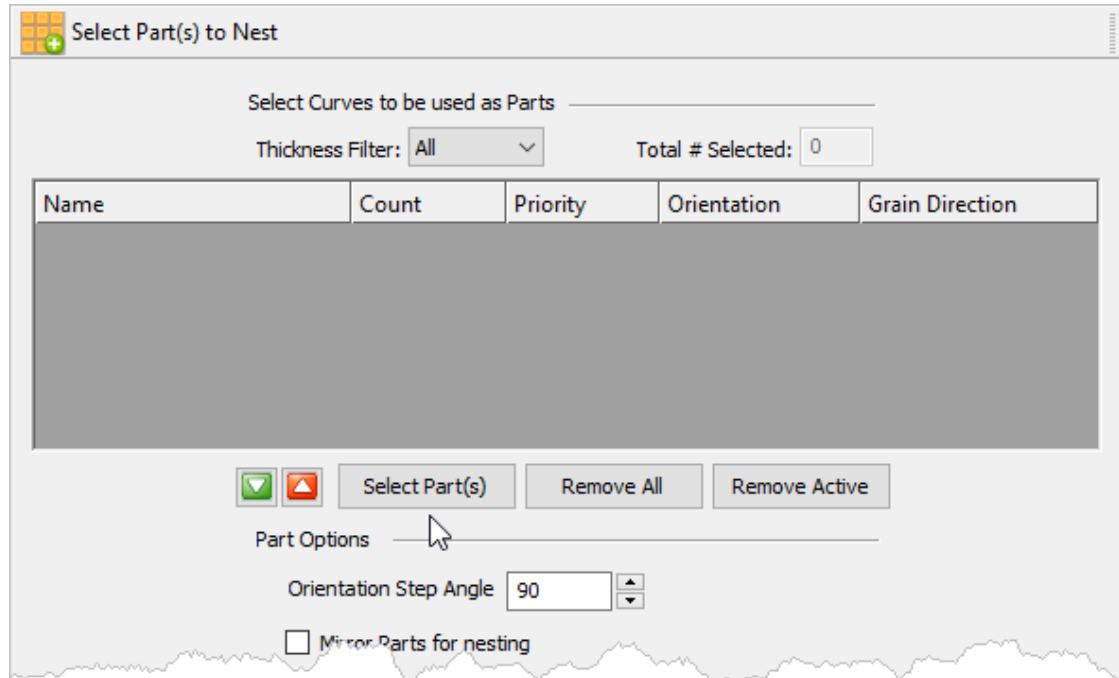 Select Part(s) to Nest
Select Curves to be used as Parts
Thickness Filter: All Total # Selected: 0
Name Count Priority Orientation Grain Direction
Select Part(s) Remove All Remove Active
Part Options
Orientation Step Angle 90
Mirror Parts for nesting